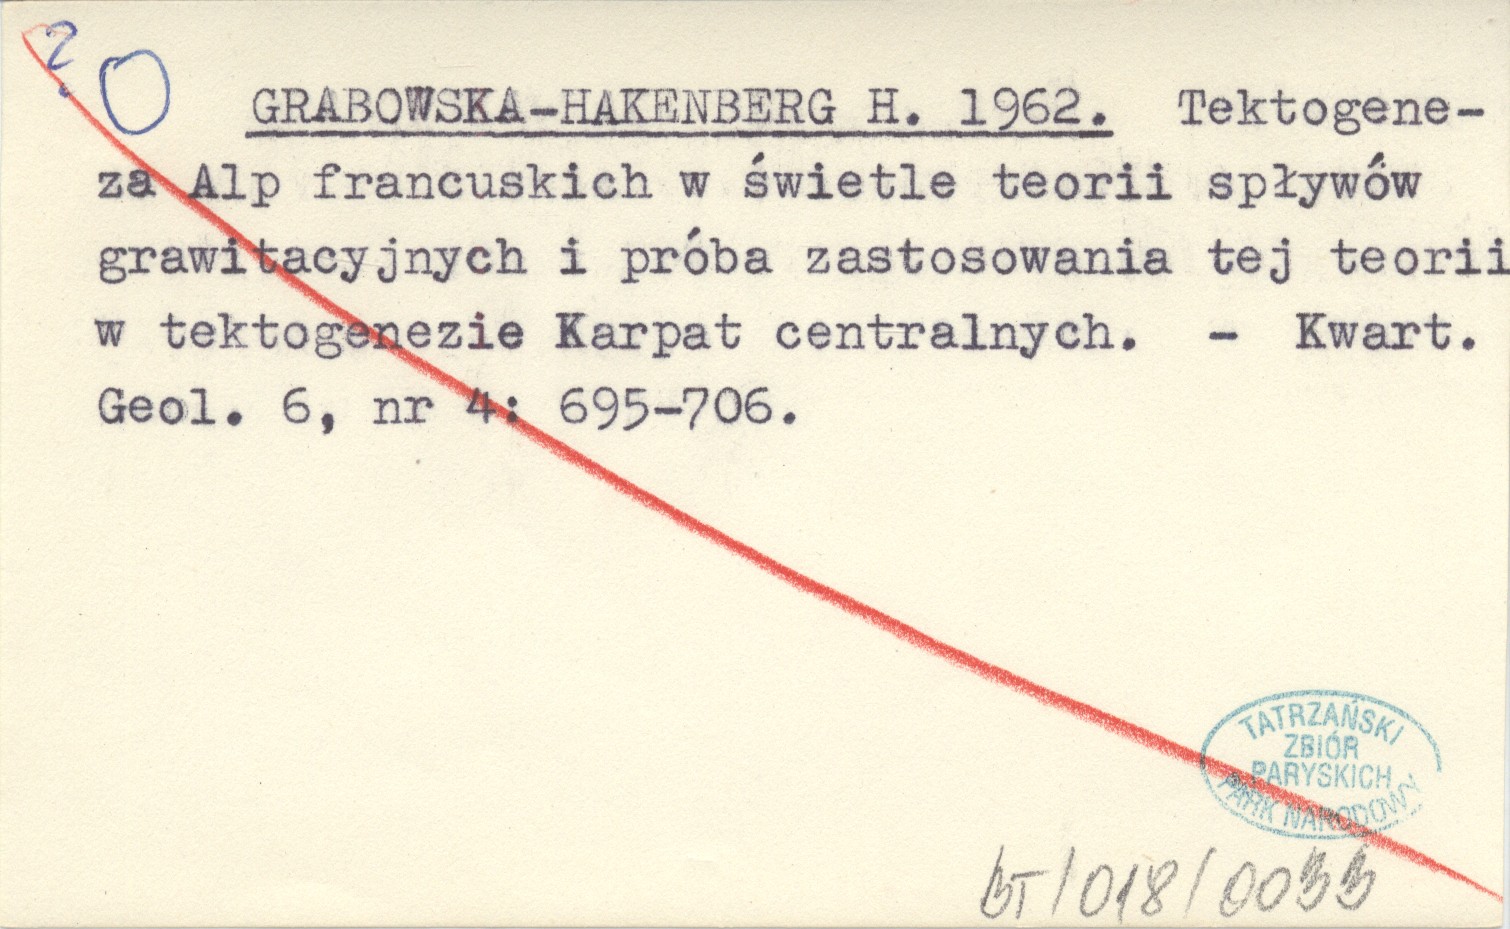 ? O
GRABOWSKA-HAKENBERG H. 1962. Tektogene-
za Alp francuskich w świetle teorii spływów
grawitacyjnych i próba zastosowania tej teorii
w tektogenezie Karpat centralnych. - Kwart.
Geol. 6, nr 4: 695-706.
TATRZAŃSKI
ZBIÓR
PARYSKICH
PARK NARODOWY
BT/018/0033